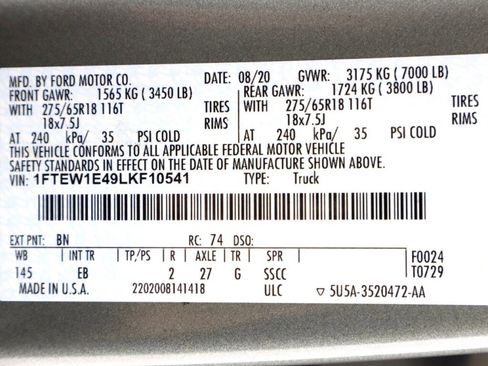 MFD. BY FORD MOTOR CO. DATE: 08/20 GVWR: 3175 KG ( 7000 LB)
FRONT GAWR: 1565 KG ( 3450 LB) REAR GAWR: 1724 KG ( 3800 LB)
WITH 275/65R18 116T TIRES WITH 275/65R18 116T TIRES
18x7.5J RIMS 18x7.5J RIMS
AT 240 kPa/ 35 PSI COLD AT 240 kPa/ 35 PSI COLD
THIS VEHICLE CONFORMS TO ALL APPLICABLE FEDERAL MOTOR VEHICLE
SAFETY STANDARDS IN EFFECT ON THE DATE OF MANUFACTURE SHOWN ABOVE.
VIN: 1FTEW1E49LKF10541 TYPE: Truck
EXT PNT: BN RC: 74 DSO:
WB INT TR TP/PS R AXLE TR SPR F0024
145 EB 2 27 G SSCC T0729
MADE IN U.S.A. 2202008141418 ULC ▽ 5U5A-3520472-AA